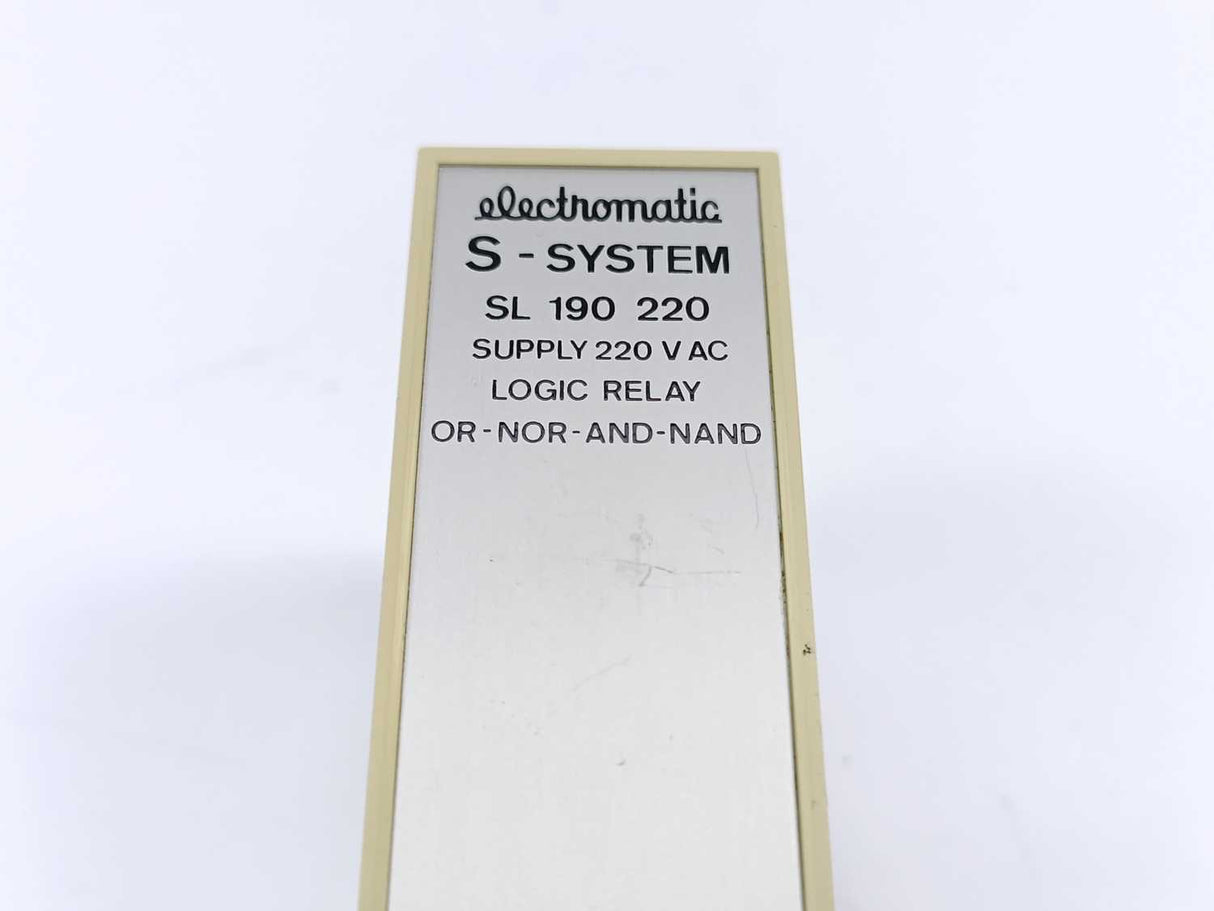 electromatic
S - SYSTEM
SL 190 220
SUPPLY 220 V AC
LOGIC RELAY
OR-NOR-AND-NAND